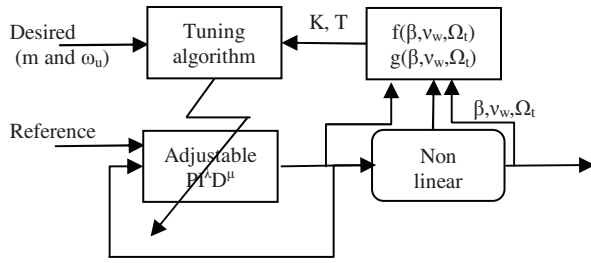 Desired
(m and ωu)
Tuning
algorithm
K, T
f(β,νw,Ωt)
g(β,νw,Ωt)
Reference
Adjustable
PIλDμ
β,νw,Ωt
Non
linear